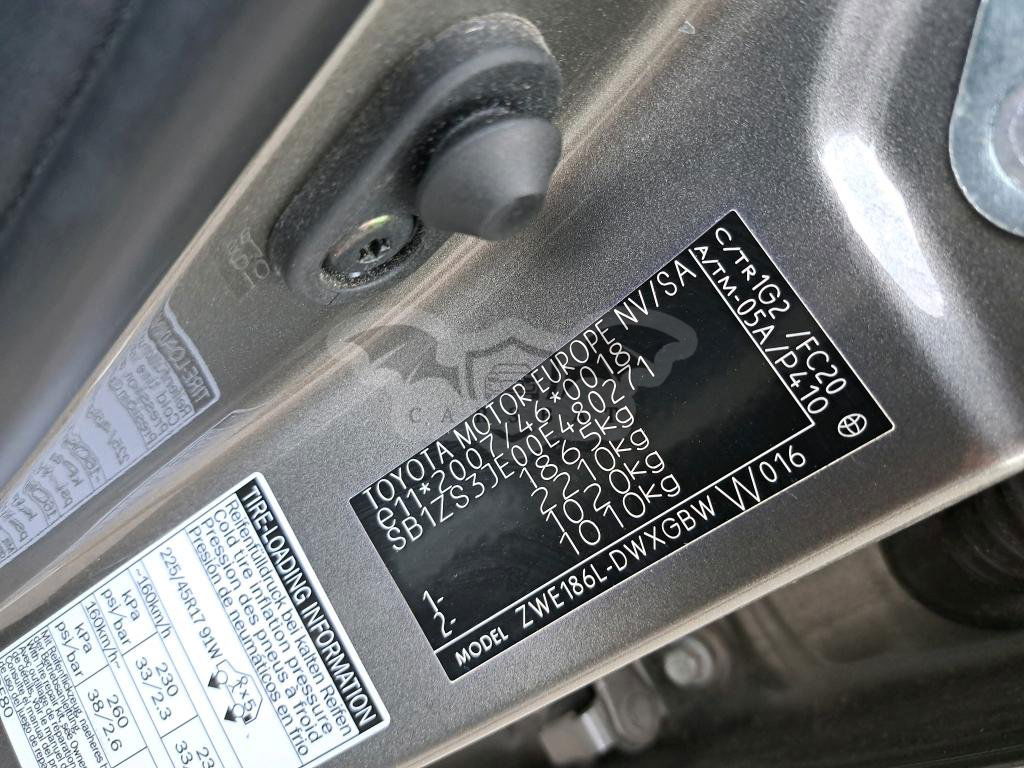 TOYOTA MOTOR EUROPE NV/SA
e11*2007/46*0018*
SB1ZS3JE00E480271
1865kg
2210kg
1- 1020kg
2- 1010kg
MODEL ZWE186L-DWXGBW W016
C/TR 1G2 /FC20
A/TM -05A/P410
TIRE-LOADING INFORMATION
Reifenfülldruck bei kalten Reifen
Cold tire inflation pressure
Pression des pneus à froid
Presión de neumáticos en frío
225/45R17 91W
x5
-160km/h
kPa 230
psi/bar 33/2.3
160km/h-
kPa 260
psi/bar 38/2.6